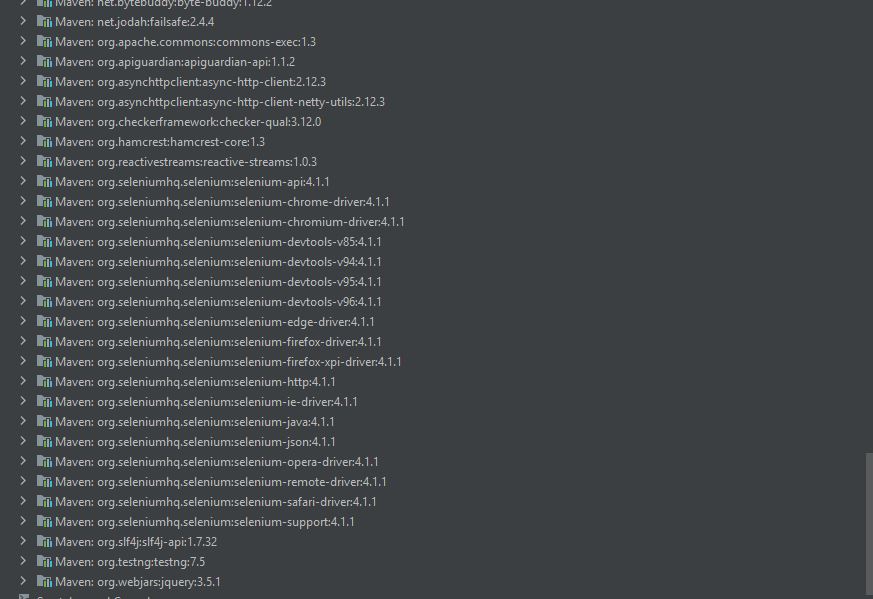 Maven: net.bytebuddy:byte-buddy:1.12.2
Maven: net.jodah:failsafe:2.4.4
Maven: org.apache.commons:commons-exec:1.3
Maven: org.apiguardian:apiguardian-api:1.1.2
Maven: org.asynchttpclient:async-http-client:2.12.3
Maven: org.asynchttpclient:async-http-client-netty-utils:2.12.3
Maven: org.checkerframework:checker-qual:3.12.0
Maven: org.hamcrest:hamcrest-core:1.3
Maven: org.reactivestreams:reactive-streams:1.0.3
Maven: org.seleniumhq.selenium:selenium-api:4.1.1
Maven: org.seleniumhq.selenium:selenium-chrome-driver:4.1.1
Maven: org.seleniumhq.selenium:selenium-chromium-driver:4.1.1
Maven: org.seleniumhq.selenium:selenium-devtools-v85:4.1.1
Maven: org.seleniumhq.selenium:selenium-devtools-v94:4.1.1
Maven: org.seleniumhq.selenium:selenium-devtools-v95:4.1.1
Maven: org.seleniumhq.selenium:selenium-devtools-v96:4.1.1
Maven: org.seleniumhq.selenium:selenium-edge-driver:4.1.1
Maven: org.seleniumhq.selenium:selenium-firefox-driver:4.1.1
Maven: org.seleniumhq.selenium:selenium-firefox-xpi-driver:4.1.1
Maven: org.seleniumhq.selenium:selenium-http:4.1.1
Maven: org.seleniumhq.selenium:selenium-ie-driver:4.1.1
Maven: org.seleniumhq.selenium:selenium-java:4.1.1
Maven: org.seleniumhq.selenium:selenium-json:4.1.1
Maven: org.seleniumhq.selenium:selenium-opera-driver:4.1.1
Maven: org.seleniumhq.selenium:selenium-remote-driver:4.1.1
Maven: org.seleniumhq.selenium:selenium-safari-driver:4.1.1
Maven: org.seleniumhq.selenium:selenium-support:4.1.1
Maven: org.slf4j:slf4j-api:1.7.32
Maven: org.testng:testng:7.5
Maven: org.webjars:jquery:3.5.1